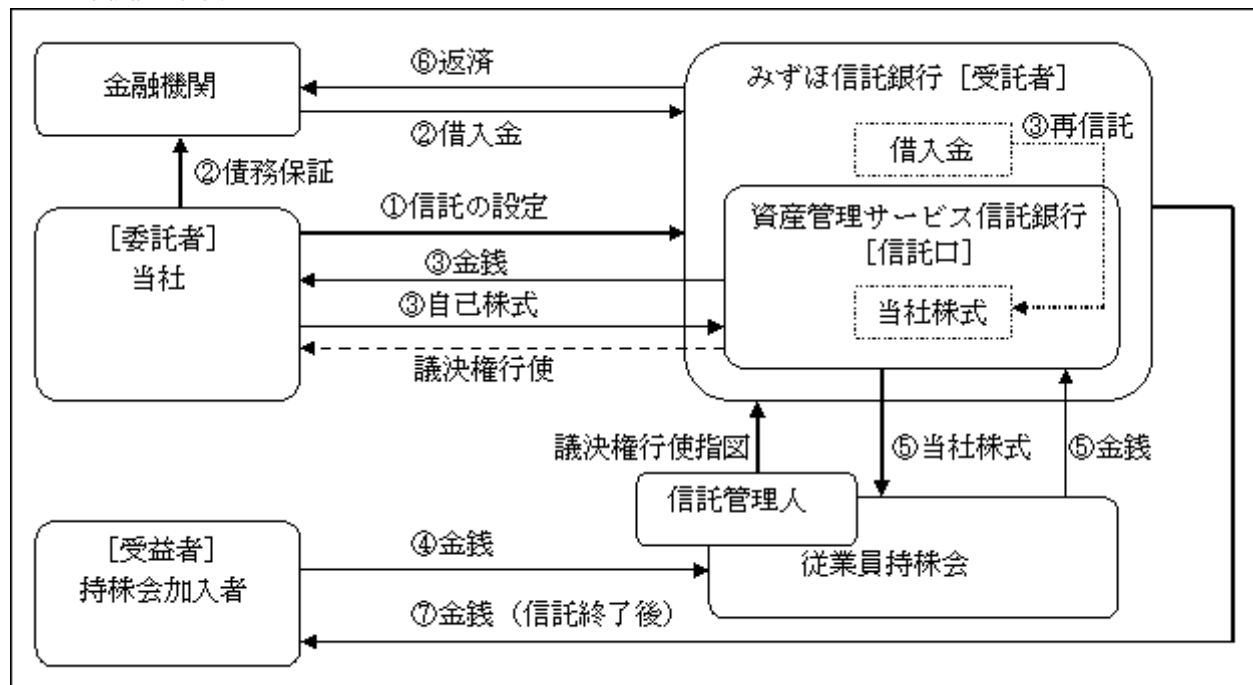 金融機関
⑥返済
②借入金
みずほ信託銀行［受託者］
借入金
③再信託
②債務保証
①信託の設定
資産管理サービス信託銀行
［信託口］
［委託者］
当社
③金銭
③自己株式
当社株式
議決権行使
議決権行使指図
⑤当社株式
⑤金銭
信託管理人
従業員持株会
［受益者］
持株会加入者
④金銭
⑦金銭（信託終了後）